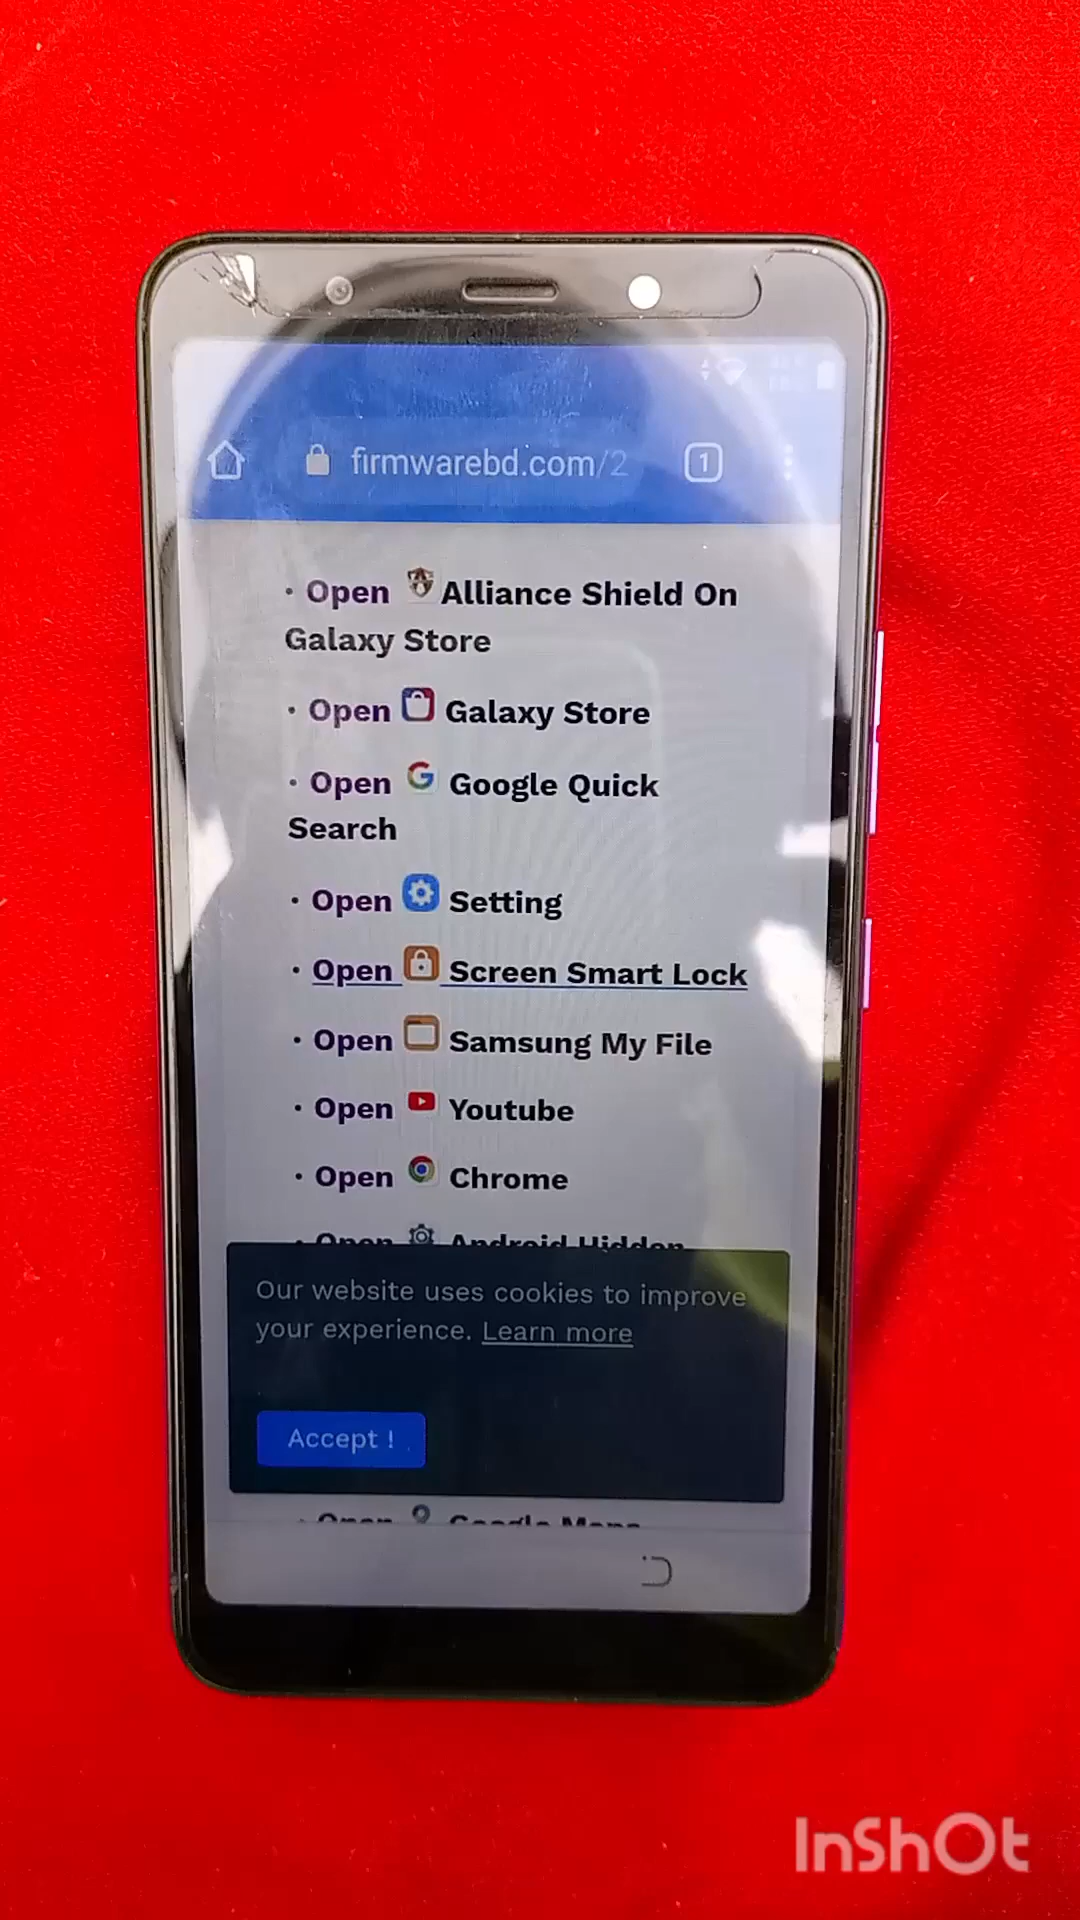 firmwarebd.com/2
1
• Open Alliance Shield On
Galaxy Store
• Open Galaxy Store
• Open Google Quick
Search
• Open Setting
• Open Screen Smart Lock
• Open Samsung My File
• Open Youtube
• Open Chrome
• Open Android Hidden
Our website uses cookies to improve
your experience. Learn more
Accept !
• Open Google Maps
InShOt